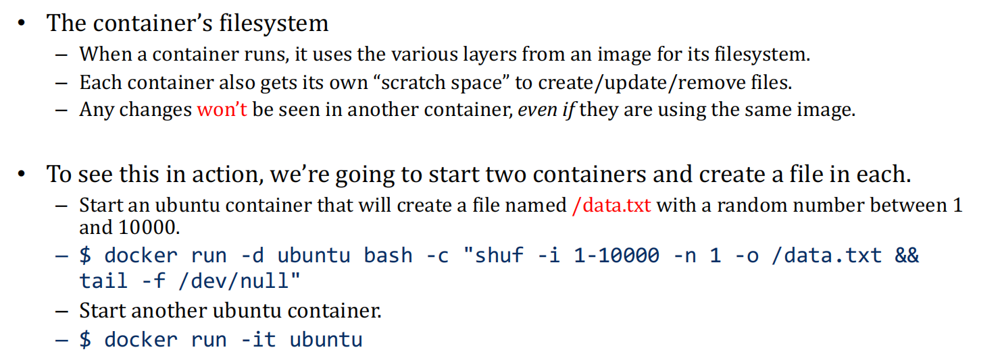 • The container’s filesystem
– When a container runs, it uses the various layers from an image for its filesystem.
– Each container also gets its own “scratch space” to create/update/remove files.
– Any changes won’t be seen in another container, even if they are using the same image.
• To see this in action, we’re going to start two containers and create a file in each.
– Start an ubuntu container that will create a file named /data.txt with a random number between 1
and 10000.
– $ docker run -d ubuntu bash -c "shuf -i 1-10000 -n 1 -o /data.txt &&
tail -f /dev/null"
– Start another ubuntu container.
– $ docker run -it ubuntu